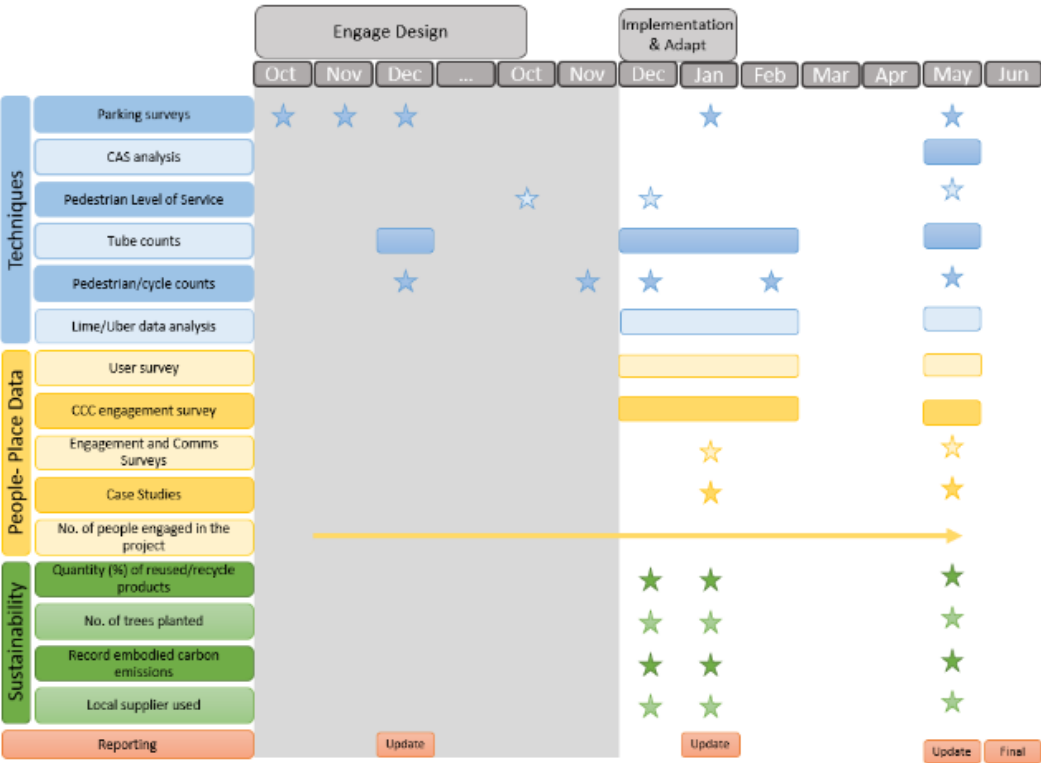 Engage Design
Implementation
& Adapt
Oct Nov Dec ... Oct Nov Dec Jan Feb Mar Apr May Jun
Techniques
Parking surveys
CAS analysis
Pedestrian Level of Service
Tube counts
Pedestrian/cycle counts
Lime/Uber data analysis
People- Place Data
User survey
CCC engagement survey
Engagement and Comms
Surveys
Case Studies
No. of people engaged in the
project
Sustainability
Quantity (%) of reused/recycle
products
No. of trees planted
Record embodied carbon
emissions
Local supplier used
Reporting Update Update Update Final